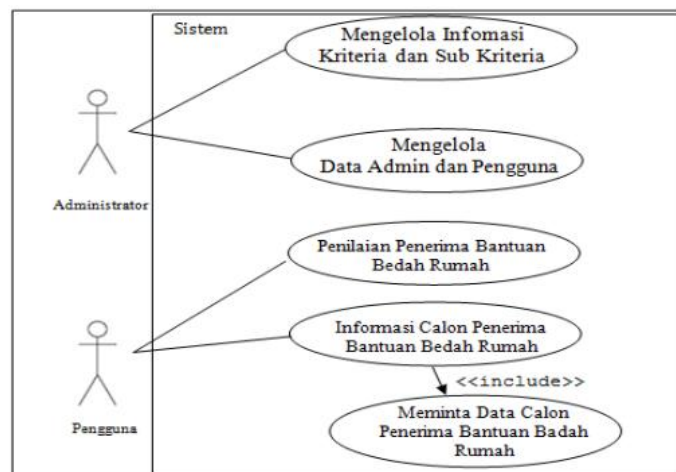 Sistem
Mengelola Infomasi
Kriteria dan Sub Kriteria
Mengelola
Data Admin dan Pengguna
Administrator
Penilaian Penerima Bantuan
Bedah Rumah
Informasi Calon Penerima
Bantuan Bedah Rumah
<<include>>
Meminta Data Calon
Penerima Bantuan Badah
Rumah
Pengguna